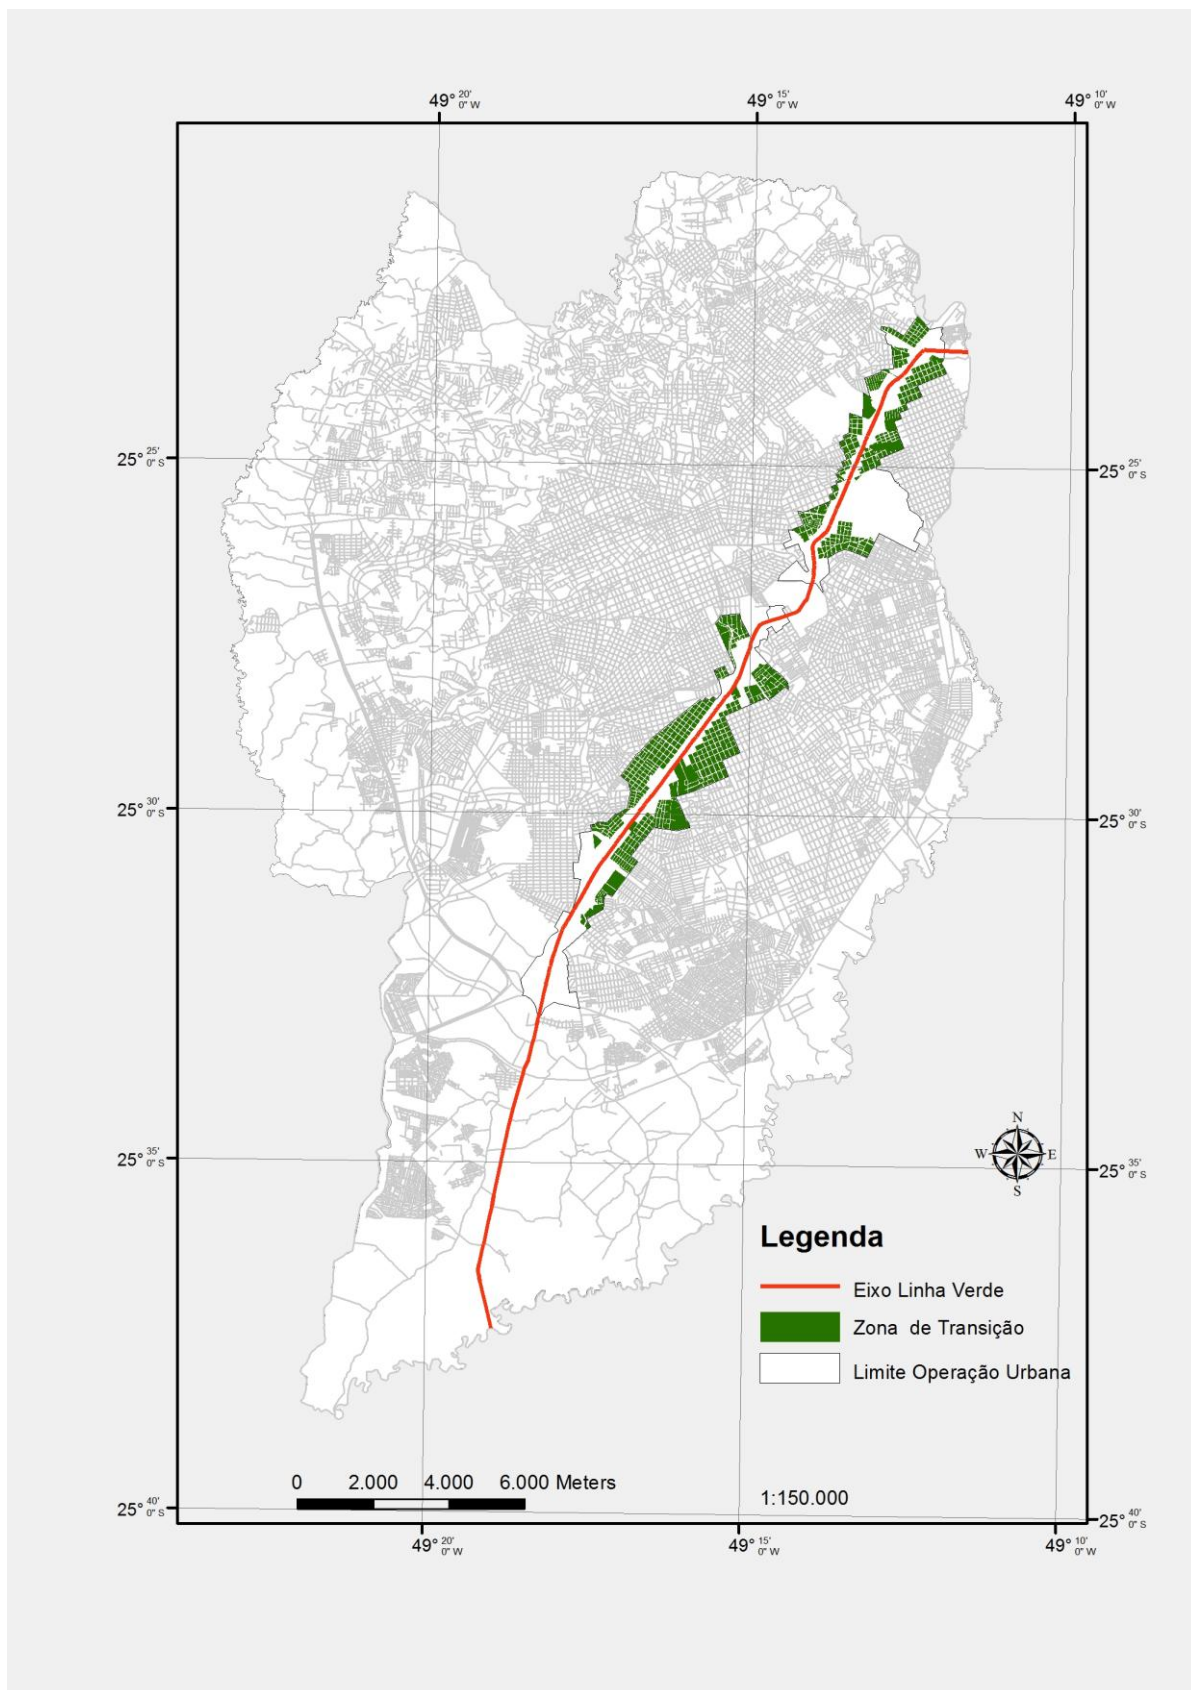 49° 20' 0" W 49° 15' 0" W 49° 10' 0" W
25° 25' 0" S 25° 25' 0" S
25° 30' 0" S 25° 30' 0" S
N
W E
S
25° 35' 0" S 25° 35' 0" S
Legenda
Eixo Linha Verde
Zona de Transição
Limite Operação Urbana
0 2.000 4.000 6.000 Meters
1:150.000
25° 40' 0" S 25° 40' 0" S
49° 20' 0" W 49° 15' 0" W 49° 10' 0" W